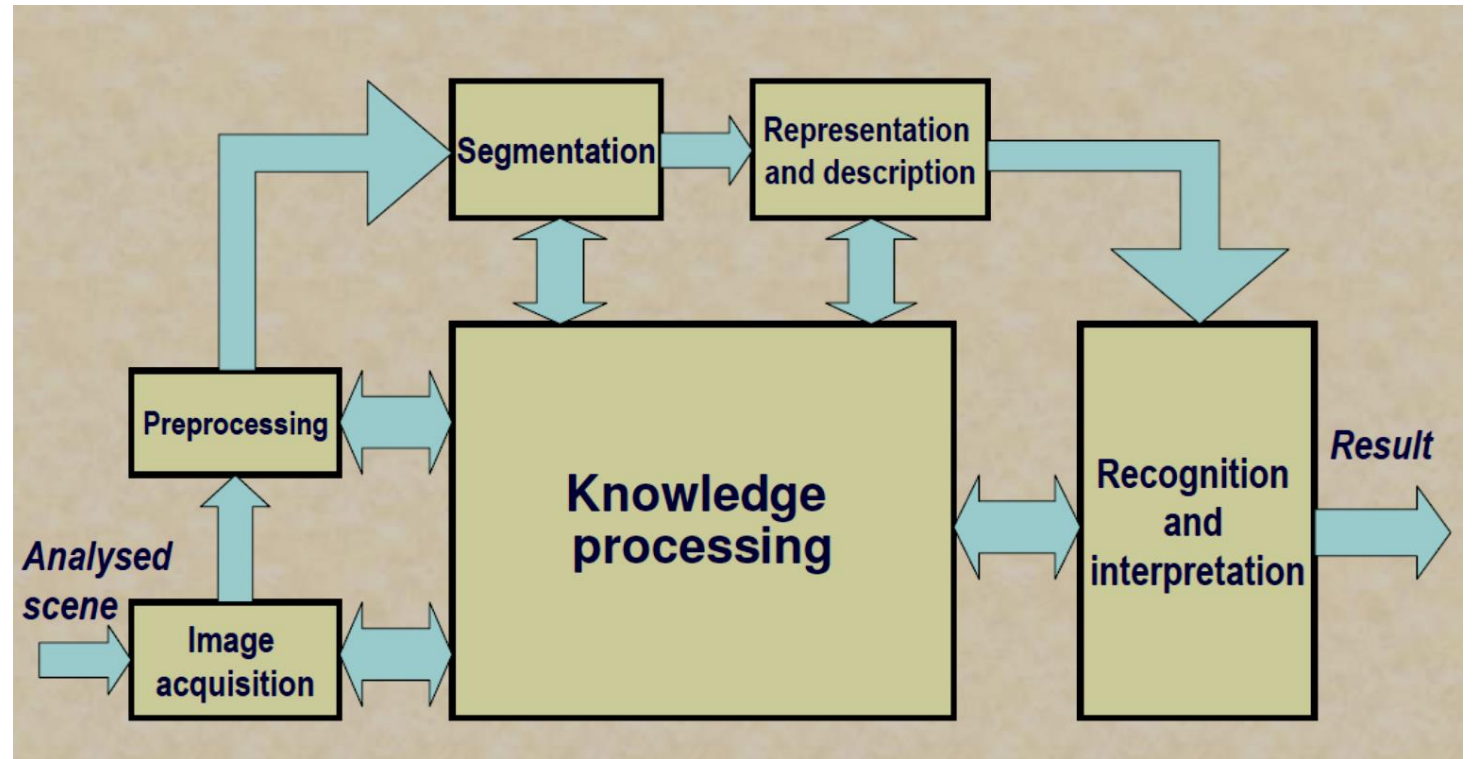 Segmentation
Representation
and description
Preprocessing
Knowledge
processing
Recognition
and
interpretation
Result
Analysed
scene
Image
acquisition